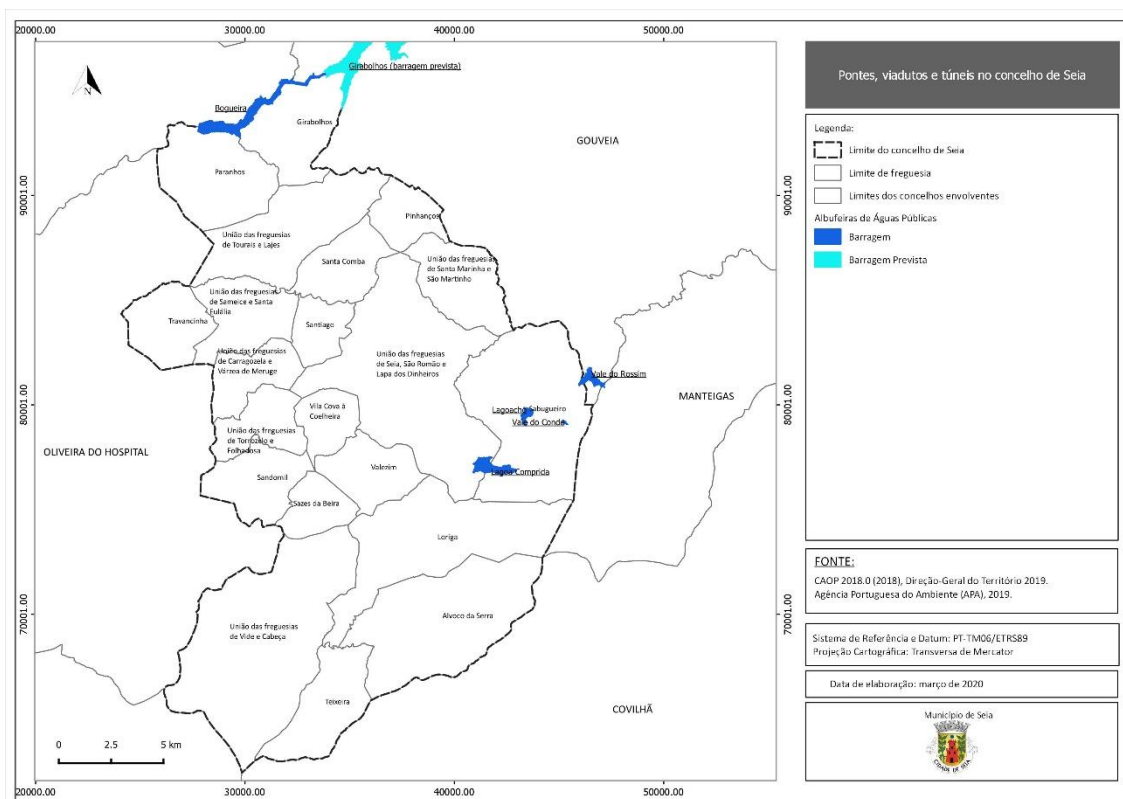 20000.00
30000.00
40000.00
50000.00
Pontes, viadutos e túneis no concelho de Seia
Legenda:
Limite do concelho de Seia
Limite de freguesia
Limites dos concelhos envolventes
Albufeiras de Águas Públicas
Barragem
Barragem Prevista
FONTE:
CAOP 2018.0 (2018), Direção-Geral do Território 2019.
Agência Portuguesa do Ambiente (APA), 2019.
Sistema de Referência e Datum: PT-TM06/ETRS89
Projeção Cartográfica: Transversa de Mercator
Data de elaboração: março de 2020
Município de Seia
CIDADE DE SEIA
N
Girabolhos (barragem prevista)
Bogueira
Girabolhos
GOUVEIA
Paranhos
90001.00
90001.00
Pinhanços
União das freguesias
de Tourais e Lajes
Santa Comba
União das freguesias
de Santa Marinha e
São Martinho
União das freguesias
de Sameice e Santa
Eulália
Travancinha
Santiago
União das freguesias
de Carragozela e
Várzea de Meruge
União das freguesias
de Seia, São Romão e
Lapa dos Dinheiros
Vale do Rossim
MANTEIGAS
80001.00
80001.00
Lagoacho
Sabugueiro
Vale do Conde
Vila Cova à
Coelheira
União das freguesias
de Torrozelo e
Folhadosa
OLIVEIRA DO HOSPITAL
Valezim
Lagoa Comprida
Sandomil
Sazes da Beira
Loriga
70001.00
70001.00
Alvoco da Serra
União das freguesias
de Vide e Cabeça
Teixeira
COVILHÃ
0 2.5 5 km
20000.00
30000.00
40000.00
50000.00